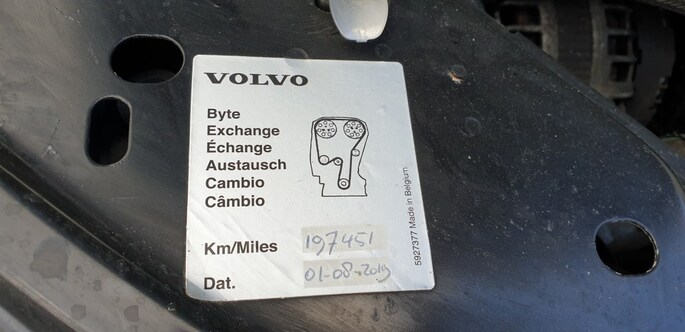 VOLVO
Byte
Exchange
Échange
Austausch
Cambio
Câmbio
Km/Miles 197451
Dat. 01-08-2019
5927377 Made in Belgium